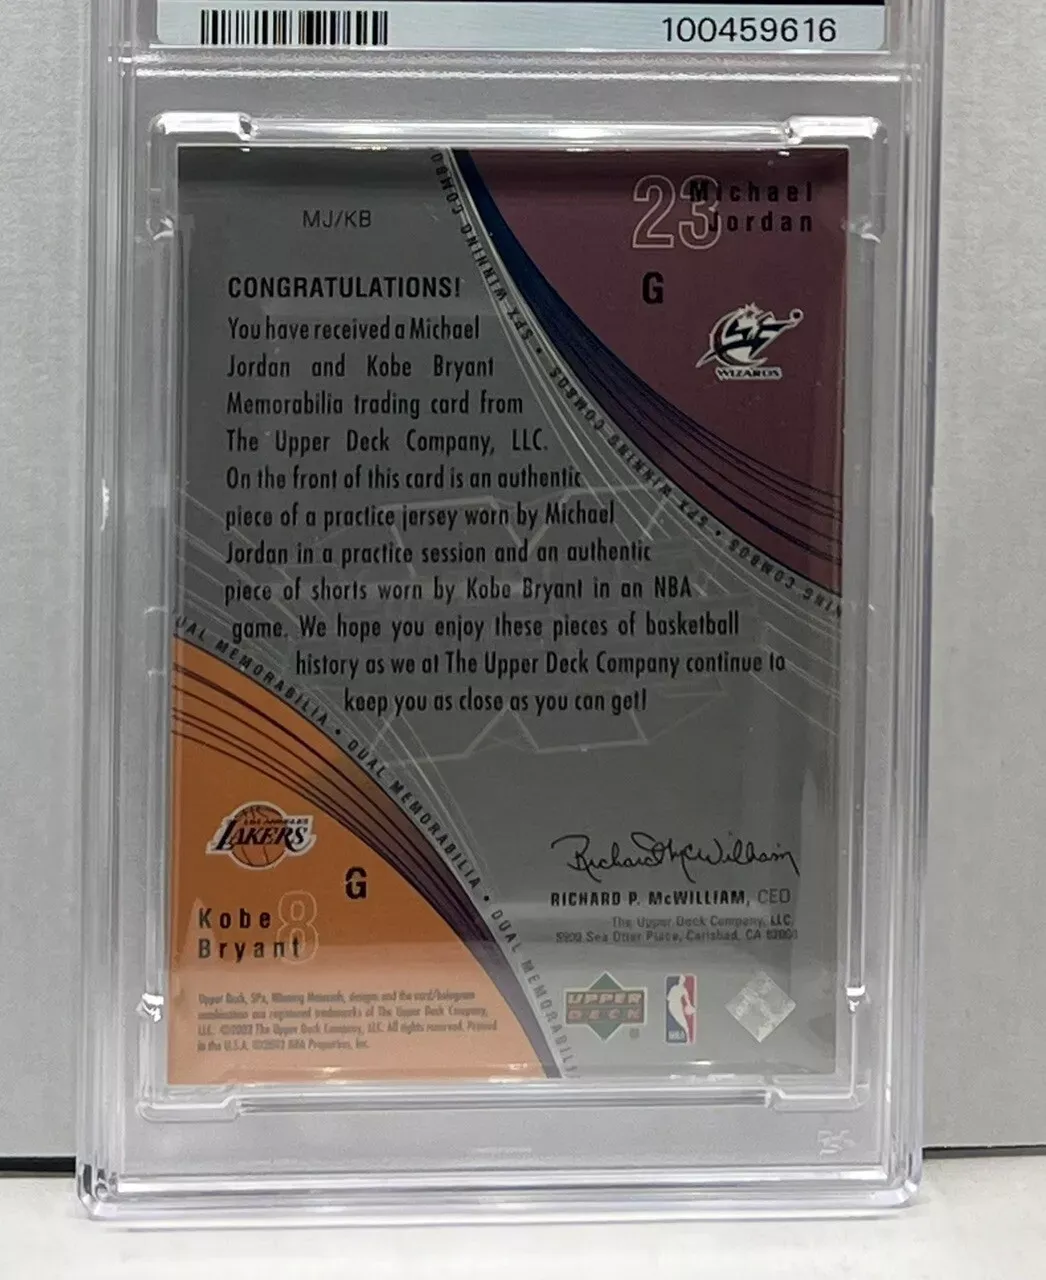 100459616
MJ/KB
23 Michael
Jordan
G
WIZARDS
CONGRATULATIONS!
You have received a Michael
Jordan and Kobe Bryant
Memorabilia trading card from
The Upper Deck Company, LLC.
On the front of this card is an authentic
piece of a practice jersey worn by Michael
Jordan in a practice session and an authentic
piece of shorts worn by Kobe Bryant in an NBA
game. We hope you enjoy these pieces of basketball
history as we at The Upper Deck Company continue to
keep you as close as you can get!
SPX WINNING COMBOS • SPX WINNING COMBOS
DUAL MEMORABILIA • DUAL MEMORABILIA • DUAL MEMORABILI
LOS ANGELES
LAKERS
G
Kobe 8
Bryant
Richard P. McWilliam
RICHARD P. McWILLIAM, CEO
The Upper Deck Company, LLC.
5909 Sea Otter Place, Carlsbad, CA
Upper Deck, SPx, Winning Materials, designs and the card/hologram
combination are registered trademarks of The Upper Deck Company,
LLC. ©2002 The Upper Deck Company, LLC. All rights reserved. Printed
in the U.S.A. ©2002 NBA Properties, Inc.
UPPER
DECK
NBA